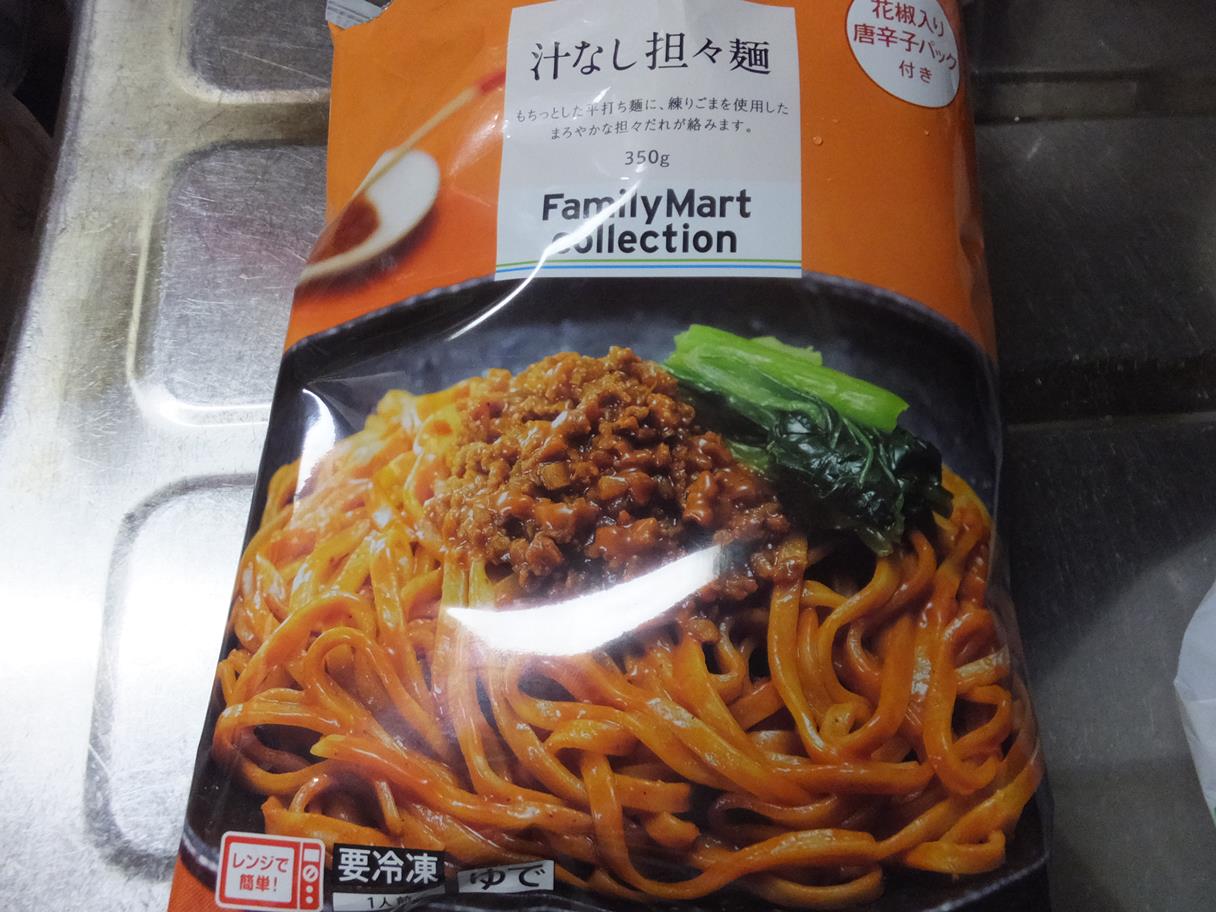 汁なし担々麺
もちっとした平打ち麺に、練りごまを使用した
まろやかな担々だれが絡みます。
350g
FamilyMart
collection
花椒入り
唐辛子パック
付き
レンジで
簡単!
要冷凍
ゆで
1人前